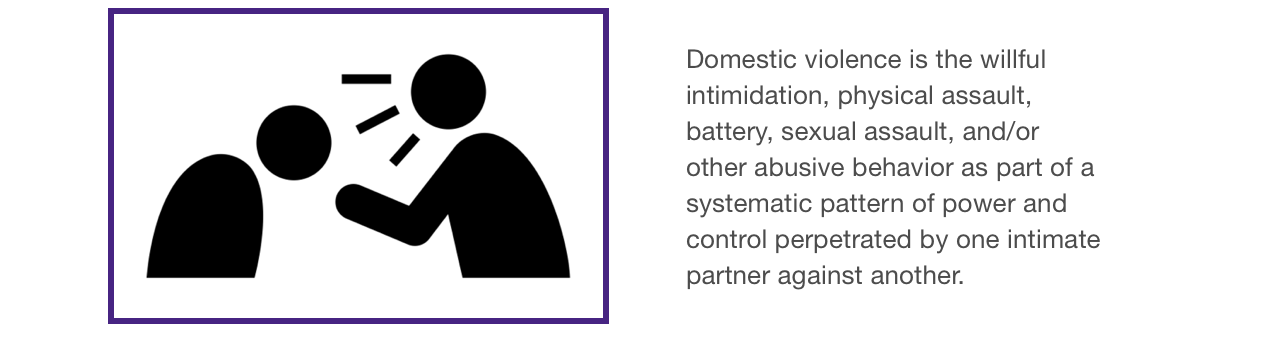 Domestic violence is the willful
intimidation, physical assault,
battery, sexual assault, and/or
other abusive behavior as part of a
systematic pattern of power and
control perpetrated by one intimate
partner against another.